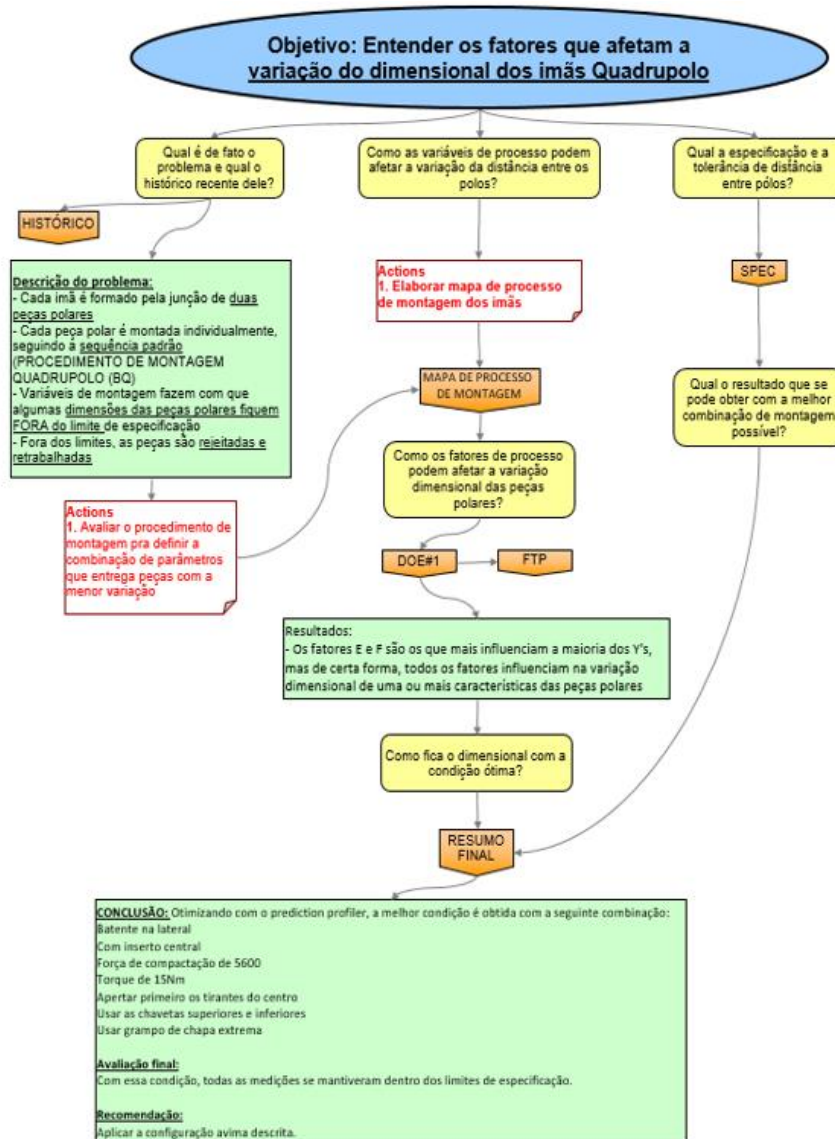 Objetivo: Entender os fatores que afetam a
variação do dimensional dos imãs Quadrupolo
Qual é de fato o
problema e qual o
histórico recente dele?
Como as variáveis de processo podem
afetar a variação da distância entre os
polos?
Qual a especificação e a
tolerância de distância
entre pólos?
HISTÓRICO
Descrição do problema:
- Cada imã é formado pela junção de duas
peças polares
- Cada peça polar é montada individualmente,
seguindo a sequência padrão
(PROCEDIMENTO DE MONTAGEM
QUADRUPOLO (BQ)
- Variáveis de montagem fazem com que
algumas dimensões das peças polares fiquem
FORA do limite de especificação
- Fora dos limites, as peças são rejeitadas e
retrabalhadas
Actions
1. Elaborar mapa de processo
de montagem dos imãs
SPEC
MAPA DE PROCESSO
DE MONTAGEM
Qual o resultado que se
pode obter com a melhor
combinação de montagem
possível?
Como os fatores de processo
podem afetar a variação
dimensional das peças
polares?
Actions
1. Avaliar o procedimento de
montagem pra definir a
combinação de parâmetros
que entrega peças com a
menor variação
DOE#1
FTP
Resultados:
- Os fatores E e F são os que mais influenciam a maioria dos Y's,
mas de certa forma, todos os fatores influenciam na variação
dimensional de uma ou mais características das peças polares
Como fica o dimensional com a
condição ótima?
RESUMO
FINAL
CONCLUSÃO: Otimizando com o prediction profiler, a melhor condição é obtida com a seguinte combinação:
Batente na lateral
Com inserto central
Força de compactação de 5600
Torque de 15Nm
Apertar primeiro os tirantes do centro
Usar as chavetas superiores e inferiores
Usar grampo de chapa extrema
Avaliação final:
Com essa condição, todas as medições se mantiveram dentro dos limites de especificação.
Recomendação:
Aplicar a configuração avima descrita.